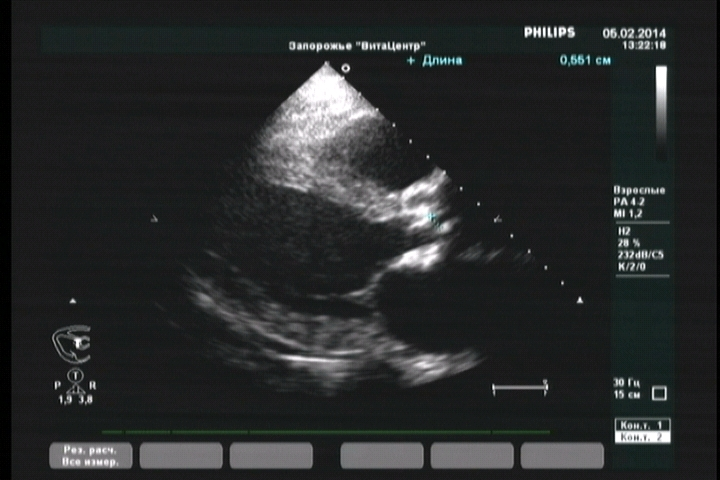 PHILIPS
05.02.2014
13:22:18
Запорожье "ВитаЦентр"
+ Длина 0,551 см
Взрослые
PA 4-2
MI 1,2
H2
28 %
232dB/C5
K/2/0
T
P R
1,9 3,8
30 Гц
15 см
Кон.т. 1
Кон.т. 2
Рез. расч.
Все измер.